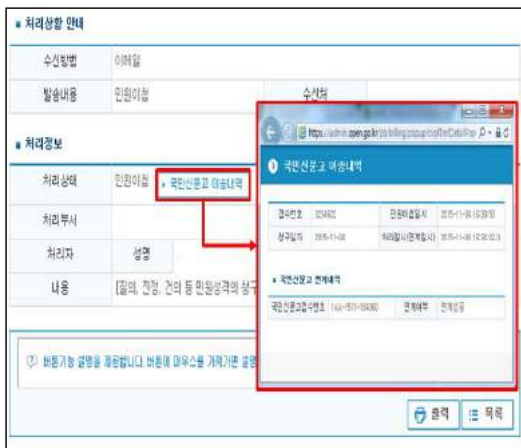 처리상황 안내
수신방법 이메일
발송내용 민원이첩 수신처
처리정보
처리상태 민원이첩 국민신문고 이송내역
처리부서
처리자 성명
내용 [질의, 진정, 건의 등 민원성격의 청구
버튼기능 설명을 제공합니다. 버튼에 마우스를 가져가면 설명
출력 목록
국민신문고 이송내역
접수번호 민원이첩일시
청구일자 처리일시(연계일시)
국민신문고 연계내역
국민신문고접수번호 연계여부 연계성공